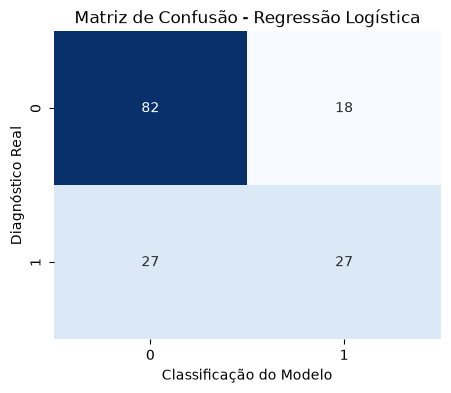 Matriz de Confusão - Regressão Logística
Diagnóstico Real
0
82
18
1
27
27
0
1
Classificação do Modelo